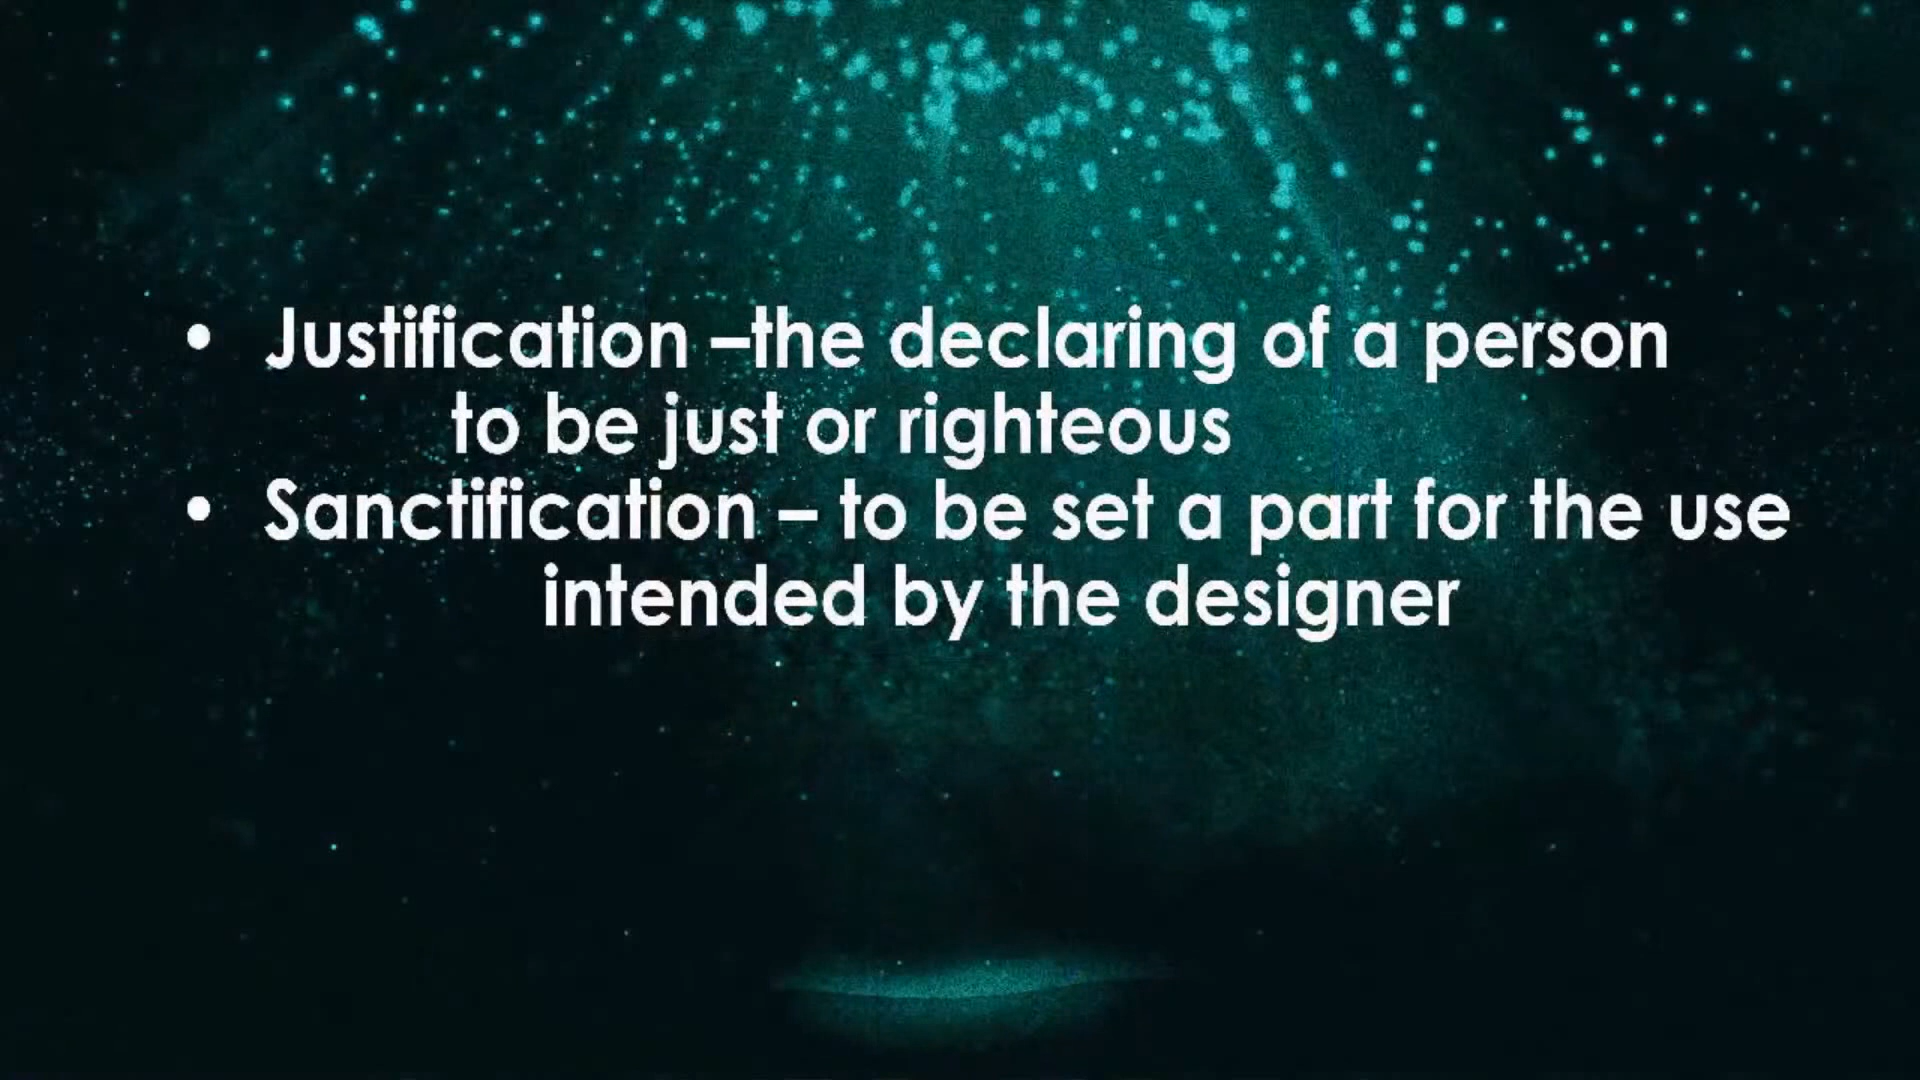 • Justification –the declaring of a person
to be just or righteous
• Sanctification – to be set a part for the use
intended by the designer